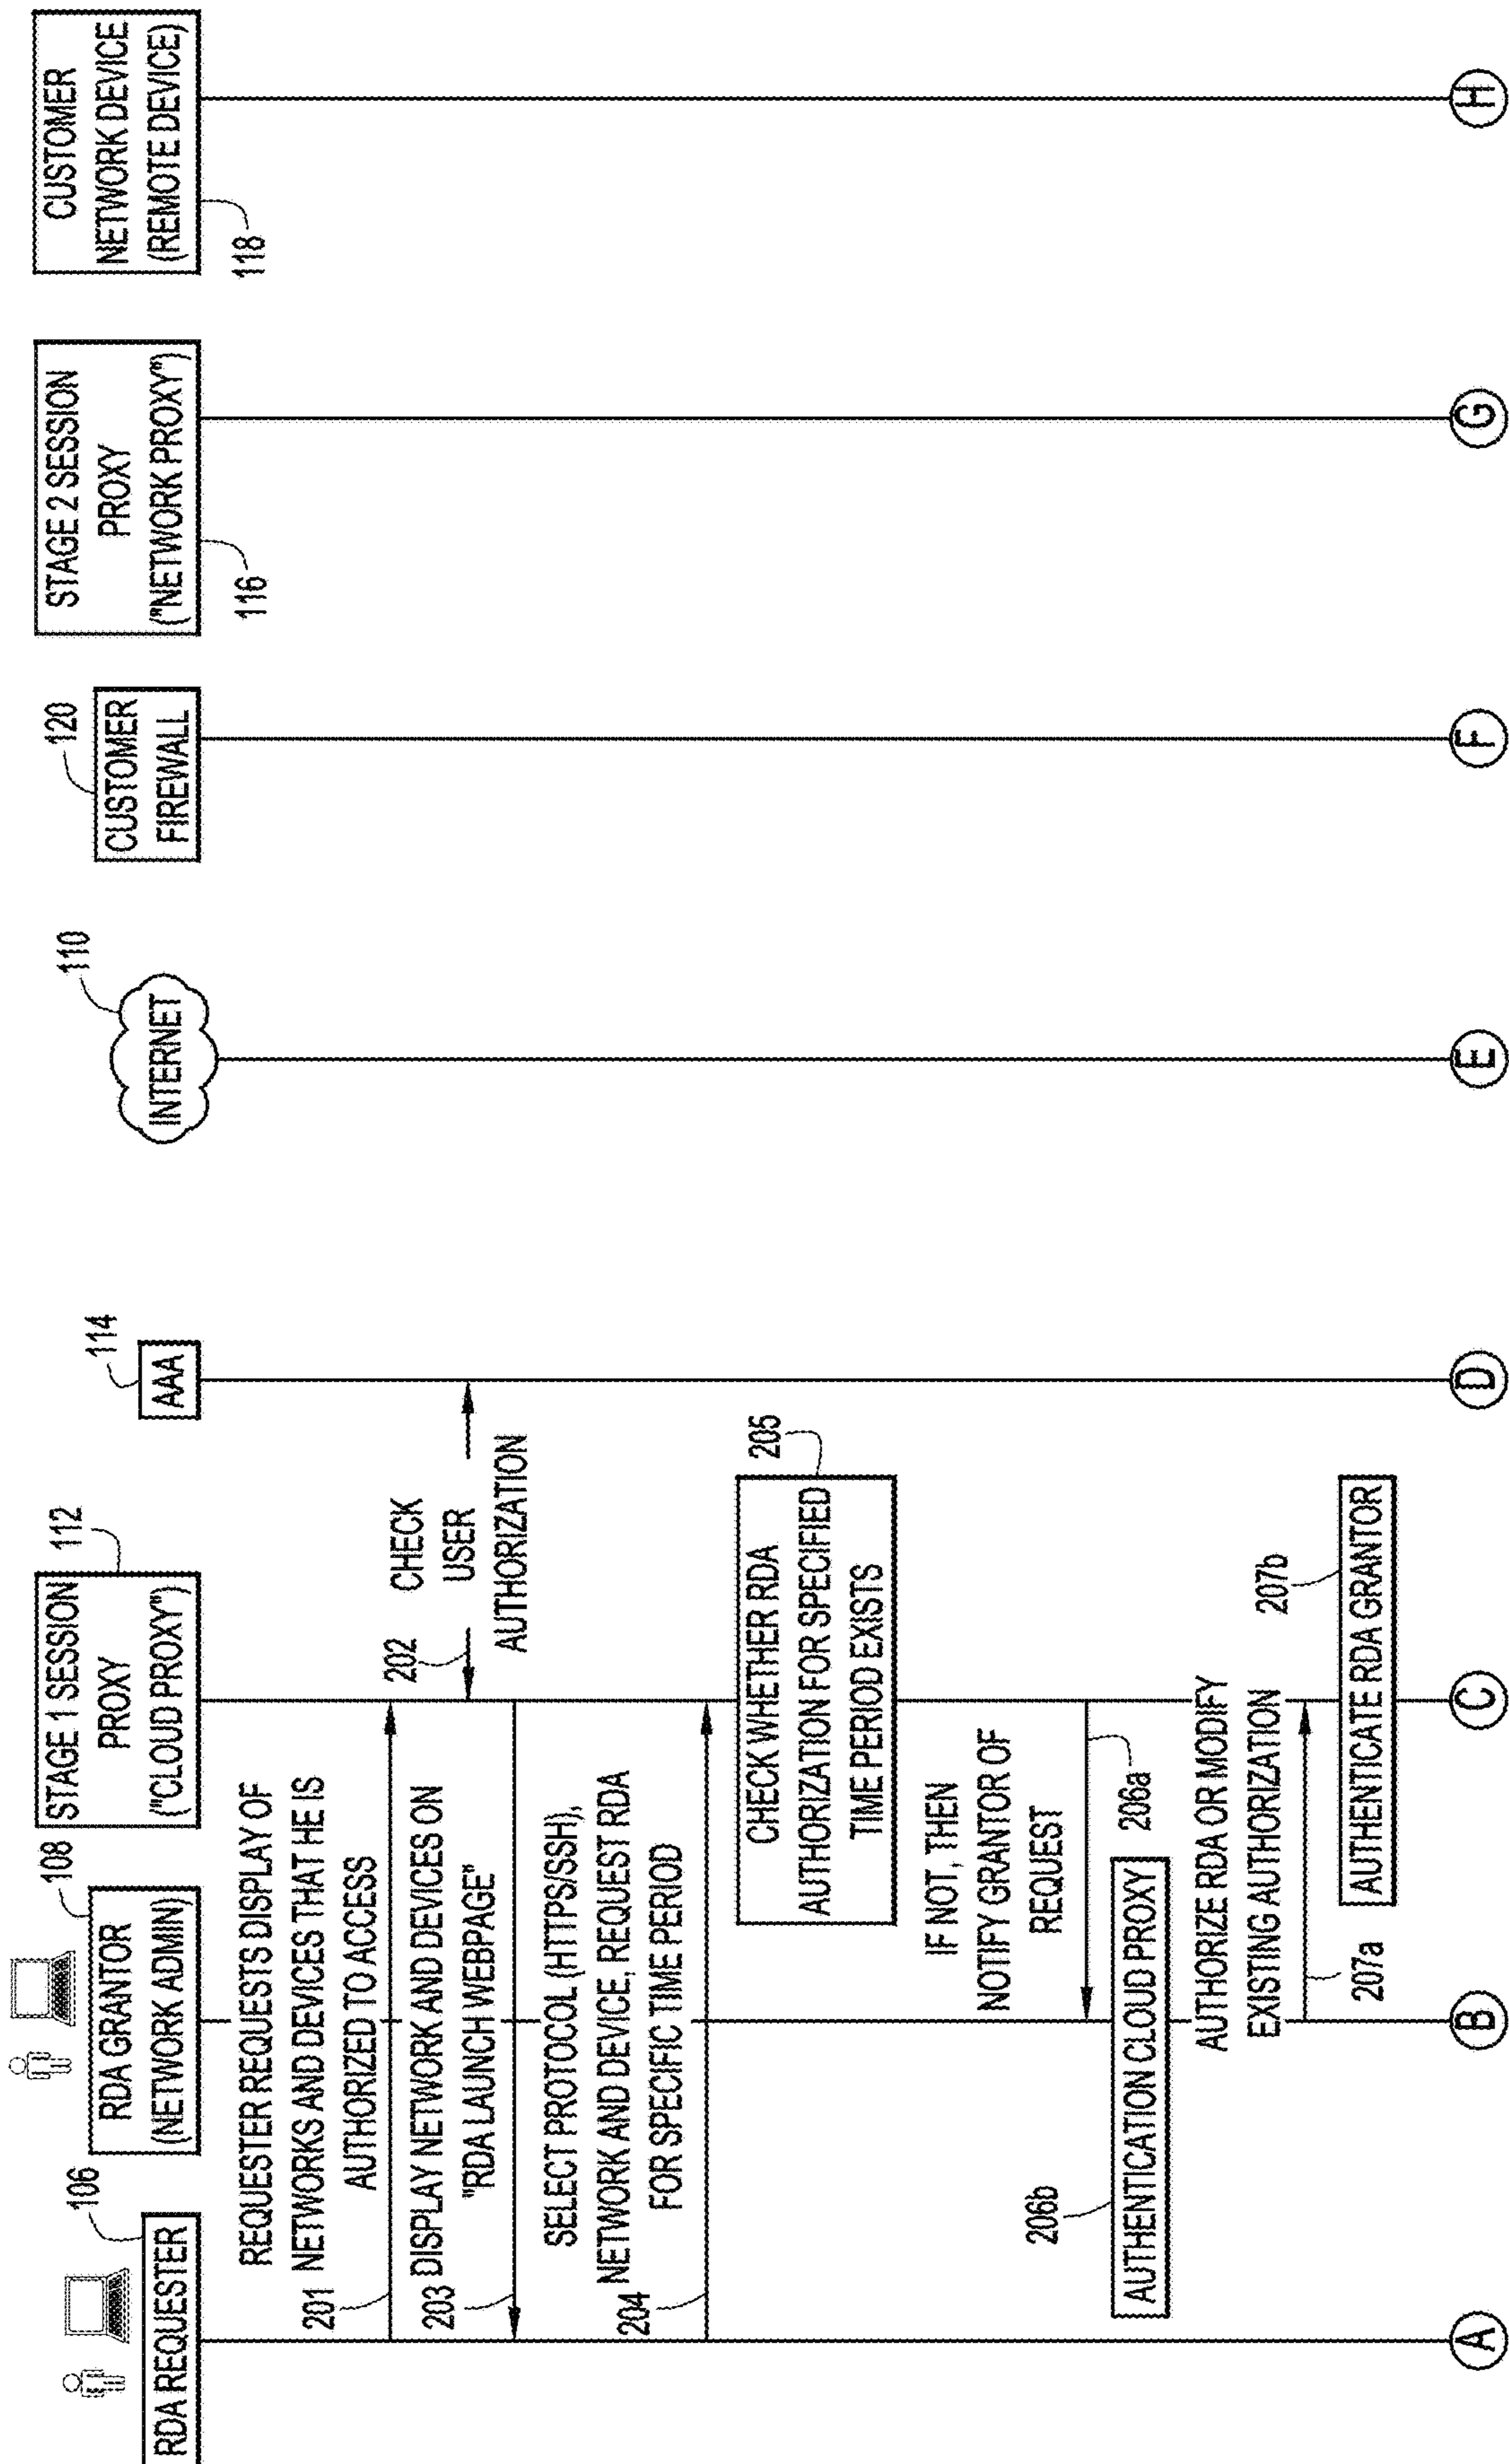 RDA REQUESTER
106
RDA GRANTOR
(NETWORK ADMIN)
108
STAGE 1 SESSION
PROXY
("CLOUD PROXY")
112
AAA
114
INTERNET
110
CUSTOMER
FIREWALL
120
STAGE 2 SESSION
PROXY
("NETWORK PROXY")
116
CUSTOMER
NETWORK DEVICE
(REMOTE DEVICE)
118
REQUESTER REQUESTS DISPLAY OF
NETWORKS AND DEVICES THAT HE IS
AUTHORIZED TO ACCESS
201
202
CHECK
USER
AUTHORIZATION
203
DISPLAY NETWORK AND DEVICES ON
"RDA LAUNCH WEBPAGE"
SELECT PROTOCOL (HTTPS/SSH),
NETWORK AND DEVICE, REQUEST RDA
FOR SPECIFIC TIME PERIOD
204
205
CHECK WHETHER RDA
AUTHORIZATION FOR SPECIFIED
TIME PERIOD EXISTS
IF NOT, THEN
NOTIFY GRANTOR OF
REQUEST
206a
206b
AUTHENTICATION CLOUD PROXY
AUTHORIZE RDA OR MODIFY
EXISTING AUTHORIZATION
207a
207b
AUTHENTICATE RDA GRANTOR
A
B
C
D
E
F
G
H